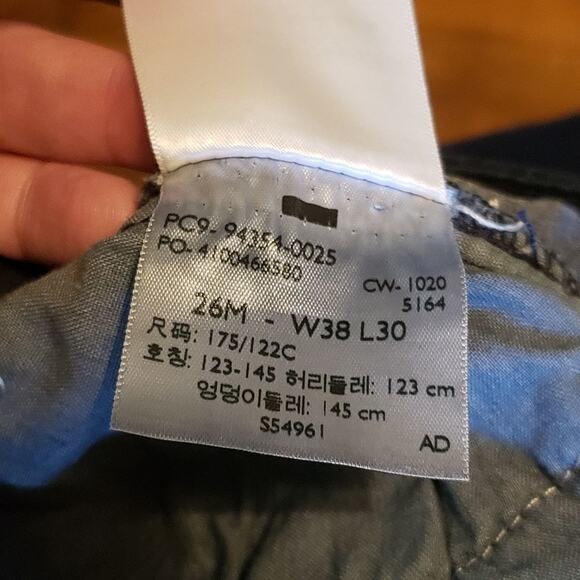 PC9- 94354-0025
PO- 4100466580
CW- 1020
5164
26M - W38 L30
尺码: 175/122C
호칭: 123-145 허리둘레: 123 cm
엉덩이둘레: 145 cm
S54961
AD